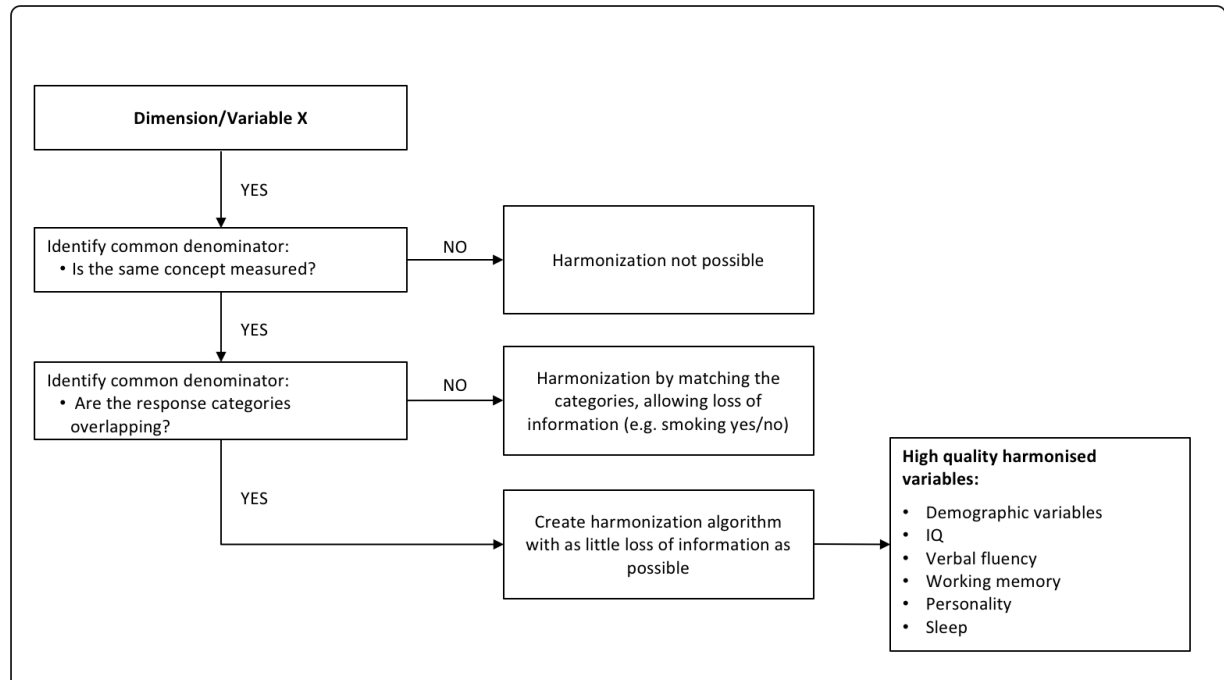 Dimension/Variable X
YES
Identify common denominator:
• Is the same concept measured?
NO
Harmonization not possible
YES
Identify common denominator:
• Are the response categories
overlapping?
NO
Harmonization by matching the
categories, allowing loss of
information (e.g. smoking yes/no)
YES
Create harmonization algorithm
with as little loss of information as
possible
High quality harmonised
variables:
• Demographic variables
• IQ
• Verbal fluency
• Working memory
• Personality
• Sleep